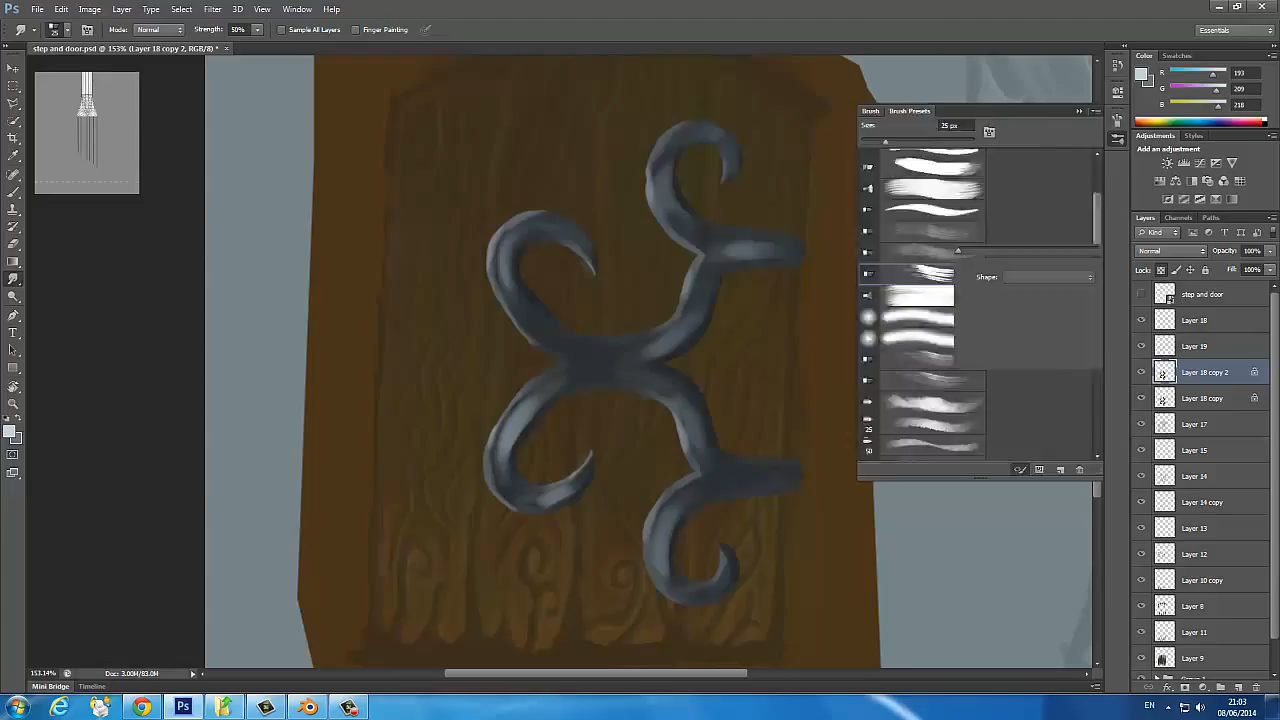 Ps File Edit Image Layer Type Select Filter 3D View Window Help
25 Mode: Normal Strength: 50% Sample All Layers Finger Painting Essentials
step and door.psd @ 153% (Layer 18 copy 2, RGB/8) * ×
Color Swatches
R 193
G 209
B 218
Brush Brush Presets
Size: 25 px
Shape:
25
50
Adjustments Styles
Add an adjustment
Layers Channels Paths
Kind
Normal Opacity: 100%
Lock: Fill: 100%
step and door
Layer 18
Layer 19
Layer 18 copy 2
Layer 18 copy
Layer 17
Layer 15
Layer 14
Layer 14 copy
Layer 13
Layer 12
Layer 10 copy
Layer 8
Layer 11
Layer 9
153.14% Doc: 3.00M/83.0M
Mini Bridge Timeline
Ps EN 21:03
08/06/2014